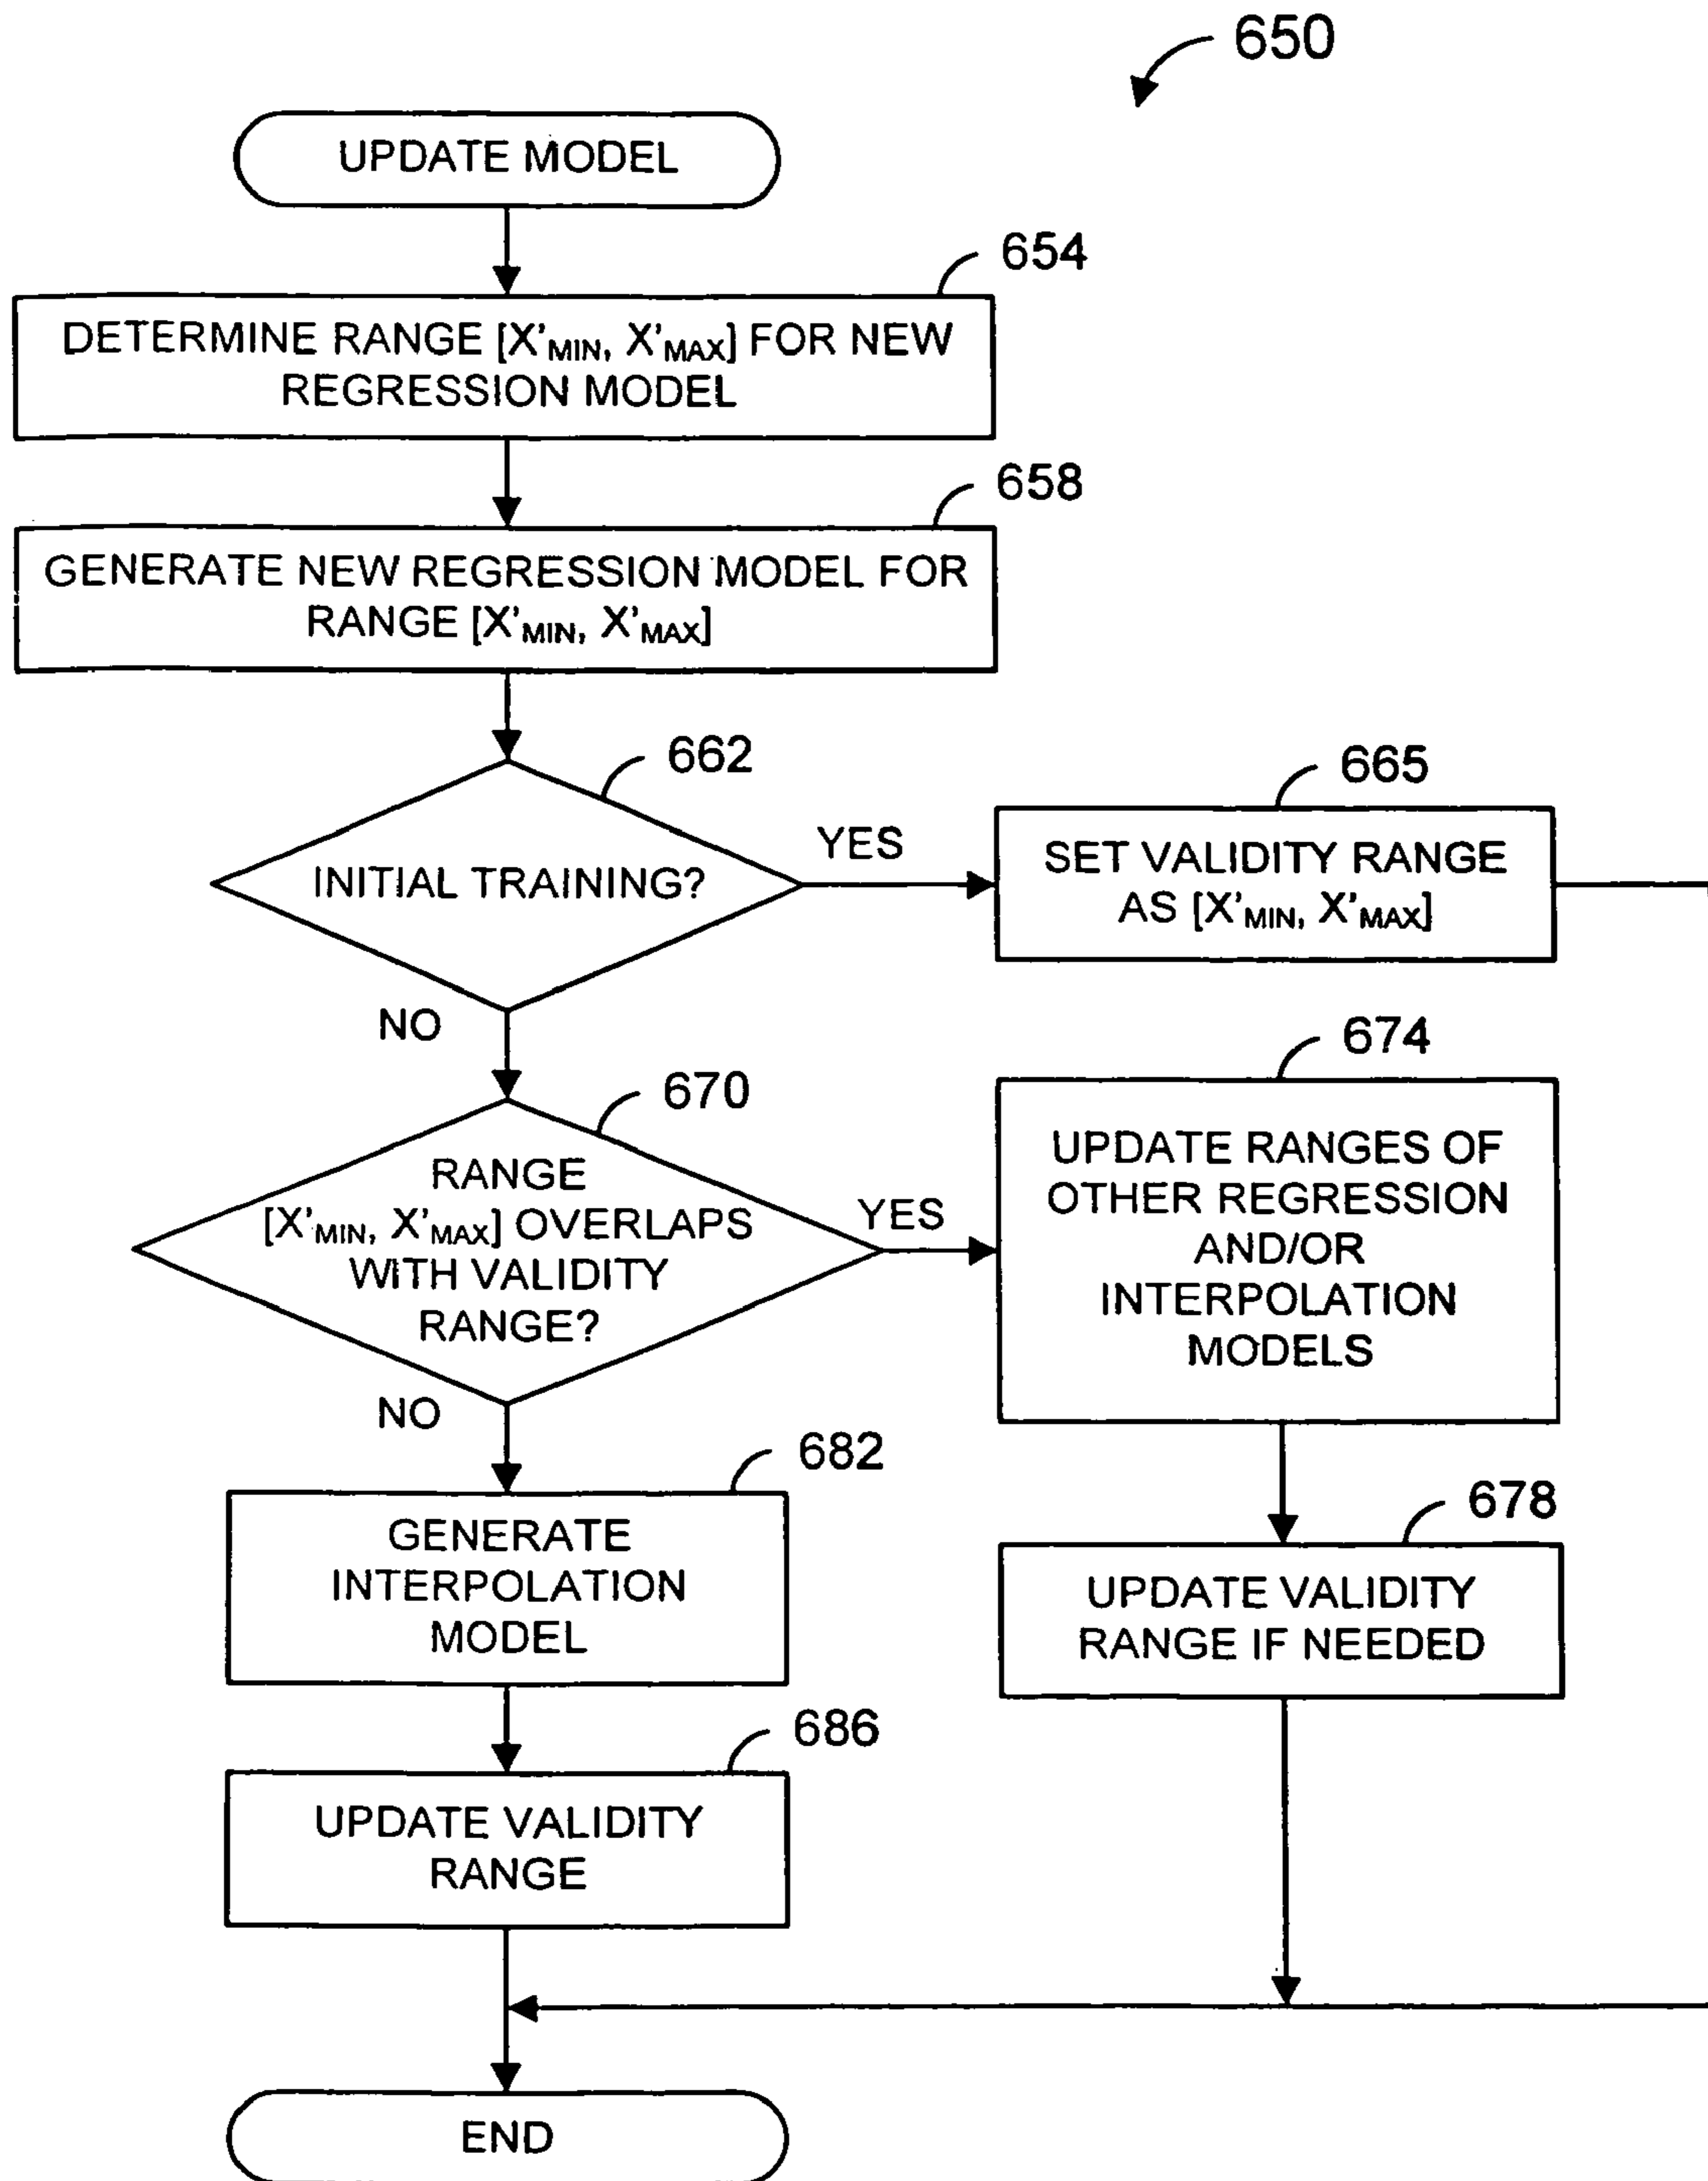 650
UPDATE MODEL
654
DETERMINE RANGE [X'MIN, X'MAX] FOR NEW
REGRESSION MODEL
658
GENERATE NEW REGRESSION MODEL FOR
RANGE [X'MIN, X'MAX]
662
INITIAL TRAINING?
YES
665
SET VALIDITY RANGE
AS [X'MIN, X'MAX]
NO
670
RANGE
[X'MIN, X'MAX] OVERLAPS
WITH VALIDITY
RANGE?
YES
674
UPDATE RANGES OF
OTHER REGRESSION
AND/OR
INTERPOLATION
MODELS
NO
682
GENERATE
INTERPOLATION
MODEL
678
UPDATE VALIDITY
RANGE IF NEEDED
686
UPDATE VALIDITY
RANGE
END